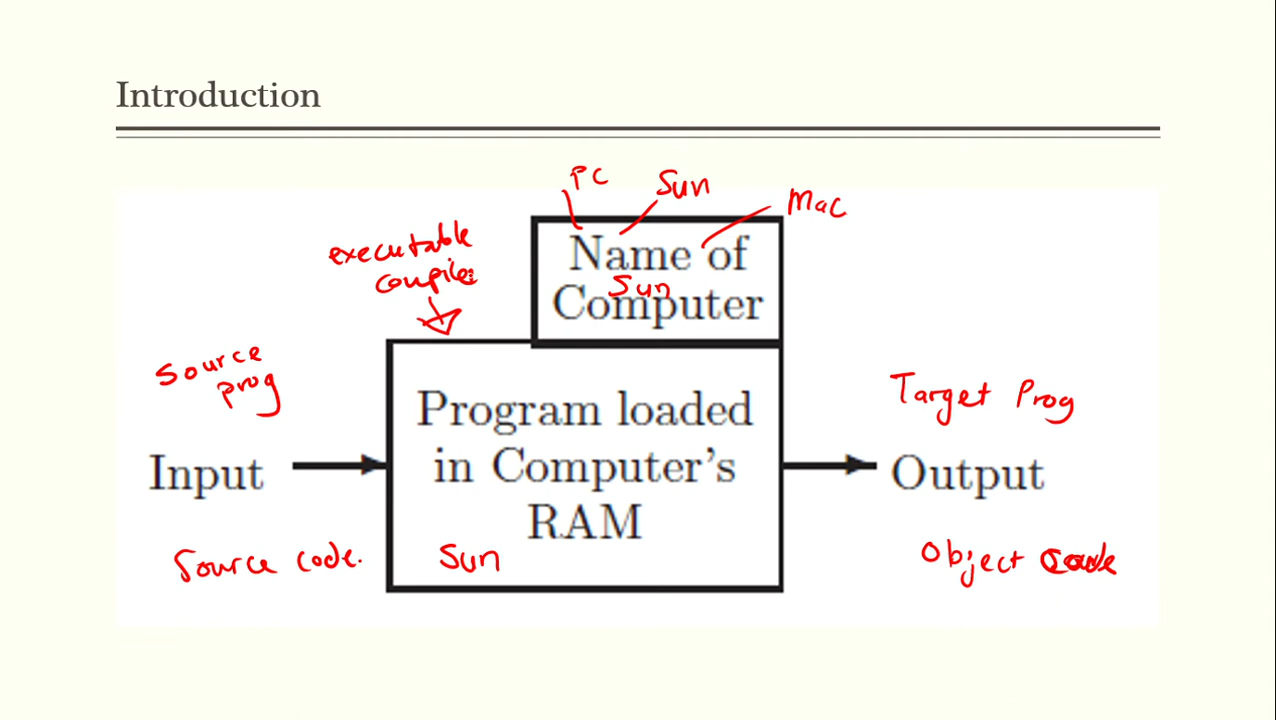 Introduction
PC
Sun
Mac
executable
compiler
Name of
Sun
Computer
Source
prog
Program loaded
in Computer's
RAM
Target Prog
Input
Output
Source code.
Sun
Object code